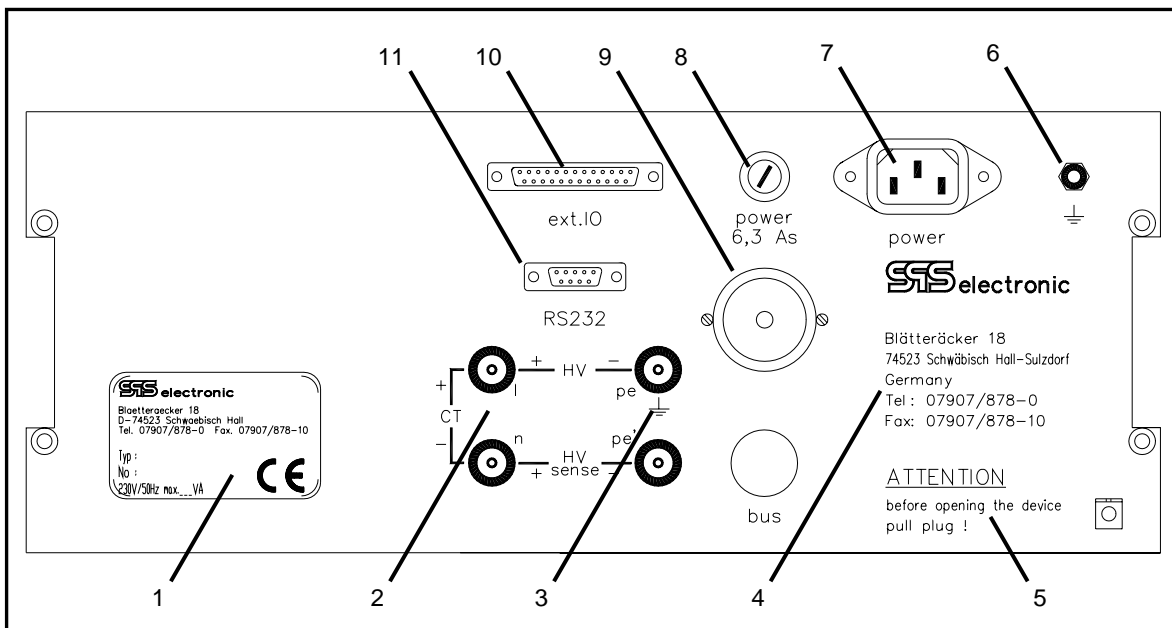 11 10 9 8 7 6
ext.IO
power
6,3 As
power
RS232
SPS electronic
Blätteräcker 18
74523 Schwäbisch Hall-Sulzdorf
Germany
Tel: 07907/878-0
Fax: 07907/878-10
+ + HV - -
l pe
CT
- n pe'
+ HV -
sense
bus
SPS electronic
Blaetteraecker 18
D-74523 Schwaebisch Hall
Tel. 07907/878-0 Fax. 07907/878-10
Typ :
No :
230V/50Hz max.___VA
CE
ATTENTION
before opening the device
pull plug !
1 2 3 4 5